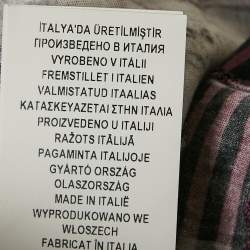 İTALYA'DA ÜRETİLMİŞTİR
ПРОИЗВЕДЕНО В ИТАЛИЯ
VYROBENO V ITÁLII
FREMSTILLET I ITALIEN
VALMISTATUD ITAALIAS
ΚΑΤΑΣΚΕΥΑΖΕΤΑΙ ΣΤΗΝ ΙΤΑΛΙΑ
PROIZVEDENO U ITALIJI
RAŽOTS ITĀLIJĀ
PAGAMINTA ITALIJOJE
GYÁRTÓ ORSZÁG
OLASZORSZÁG
MADE IN ITALIË
WYPRODUKOWANO WE
WŁOSZECH
FABRICAT ÎN ITALIA